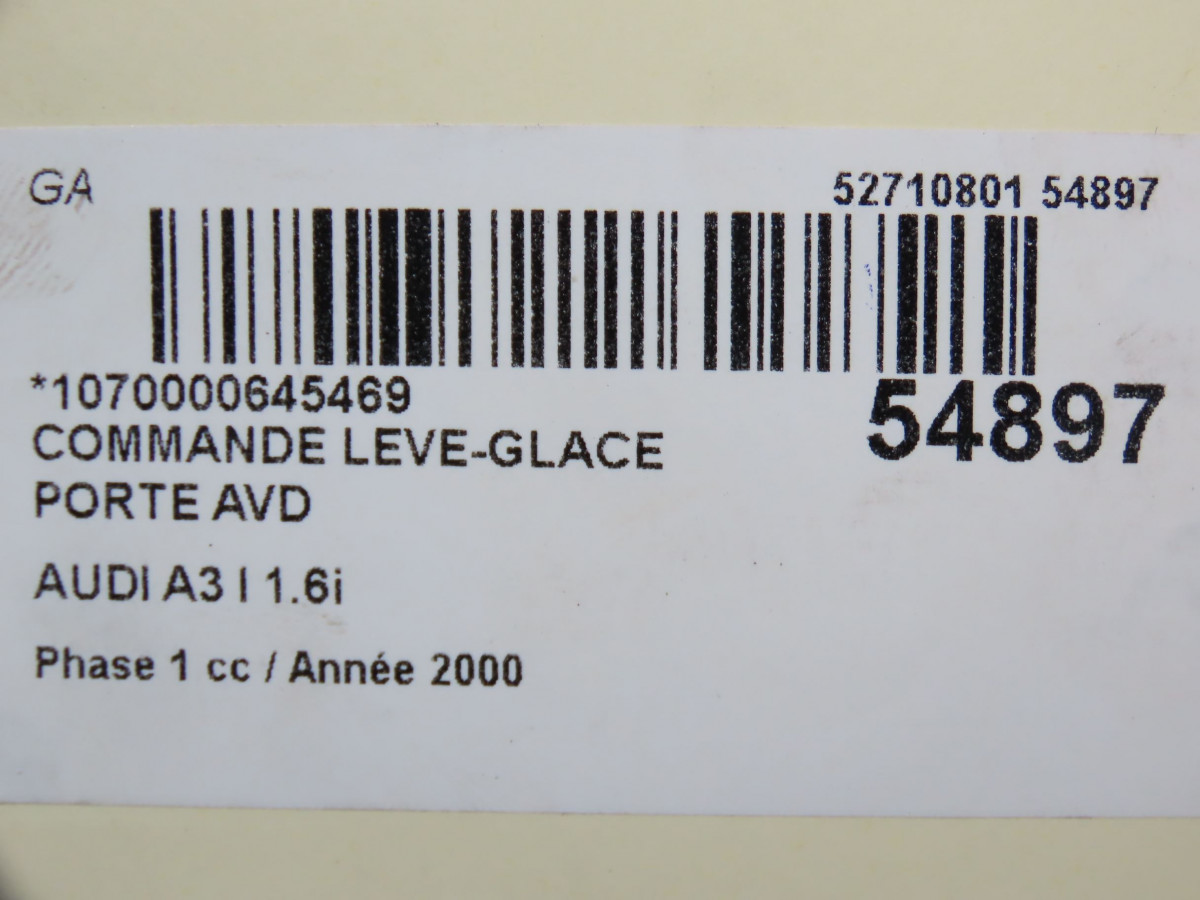 GA
52710801 54897
*1070000645469
54897
COMMANDE LEVE-GLACE
PORTE AVD
AUDI A3 I 1.6i
Phase 1 cc / Année 2000